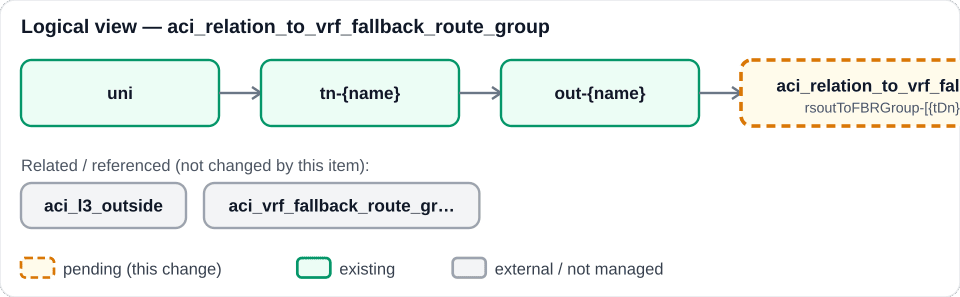 Logical view — aci_relation_to_vrf_fallback_route_group
uni
tn-{name}
out-{name}
aci_relation_to_vrf_fal
rsoutToFBRGroup-[{tDn}
Related / referenced (not changed by this item):
aci_l3_outside
aci_vrf_fallback_route_gr…
pending (this change)
existing
external / not managed